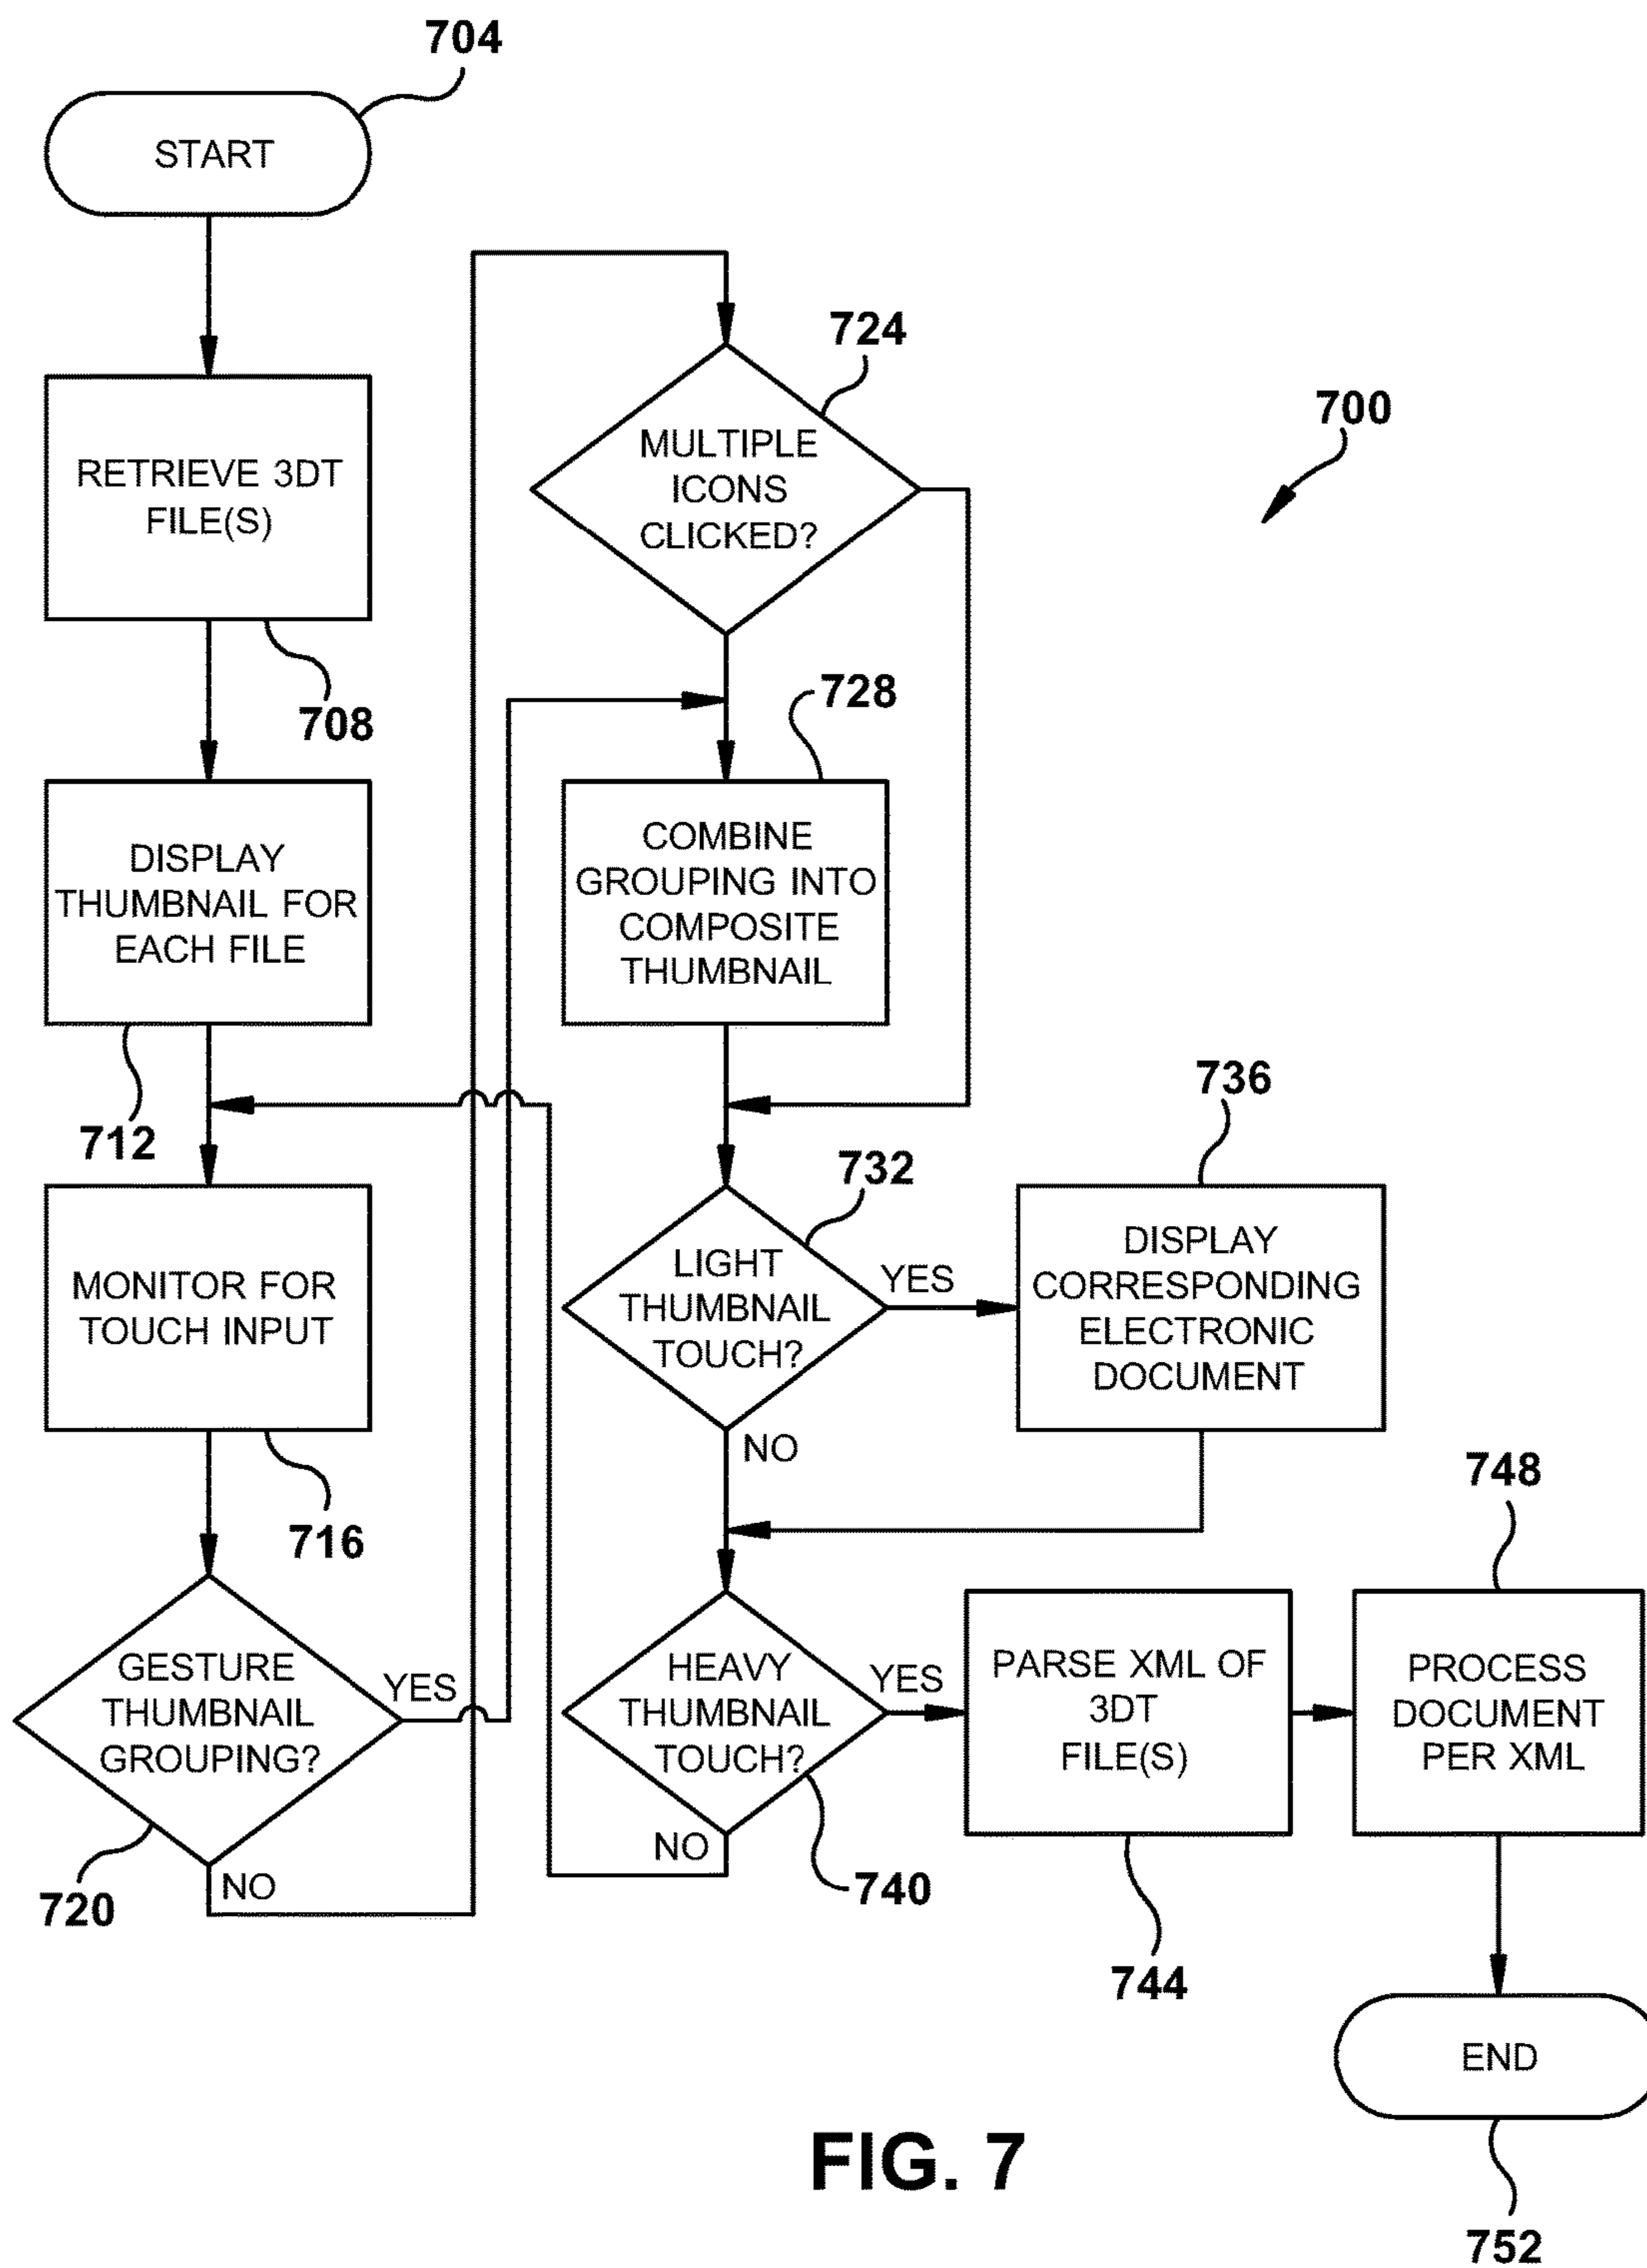 704
START
RETRIEVE 3DT
FILE(S)
708
DISPLAY
THUMBNAIL FOR
EACH FILE
712
MONITOR FOR
TOUCH INPUT
716
GESTURE
THUMBNAIL
GROUPING?
YES
NO
720
724
MULTIPLE
ICONS
CLICKED?
700
728
COMBINE
GROUPING INTO
COMPOSITE
THUMBNAIL
732
LIGHT
THUMBNAIL
TOUCH?
YES
NO
736
DISPLAY
CORRESPONDING
ELECTRONIC
DOCUMENT
HEAVY
THUMBNAIL
TOUCH?
YES
NO
740
PARSE XML OF
3DT
FILE(S)
744
748
PROCESS
DOCUMENT
PER XML
END
752
FIG. 7